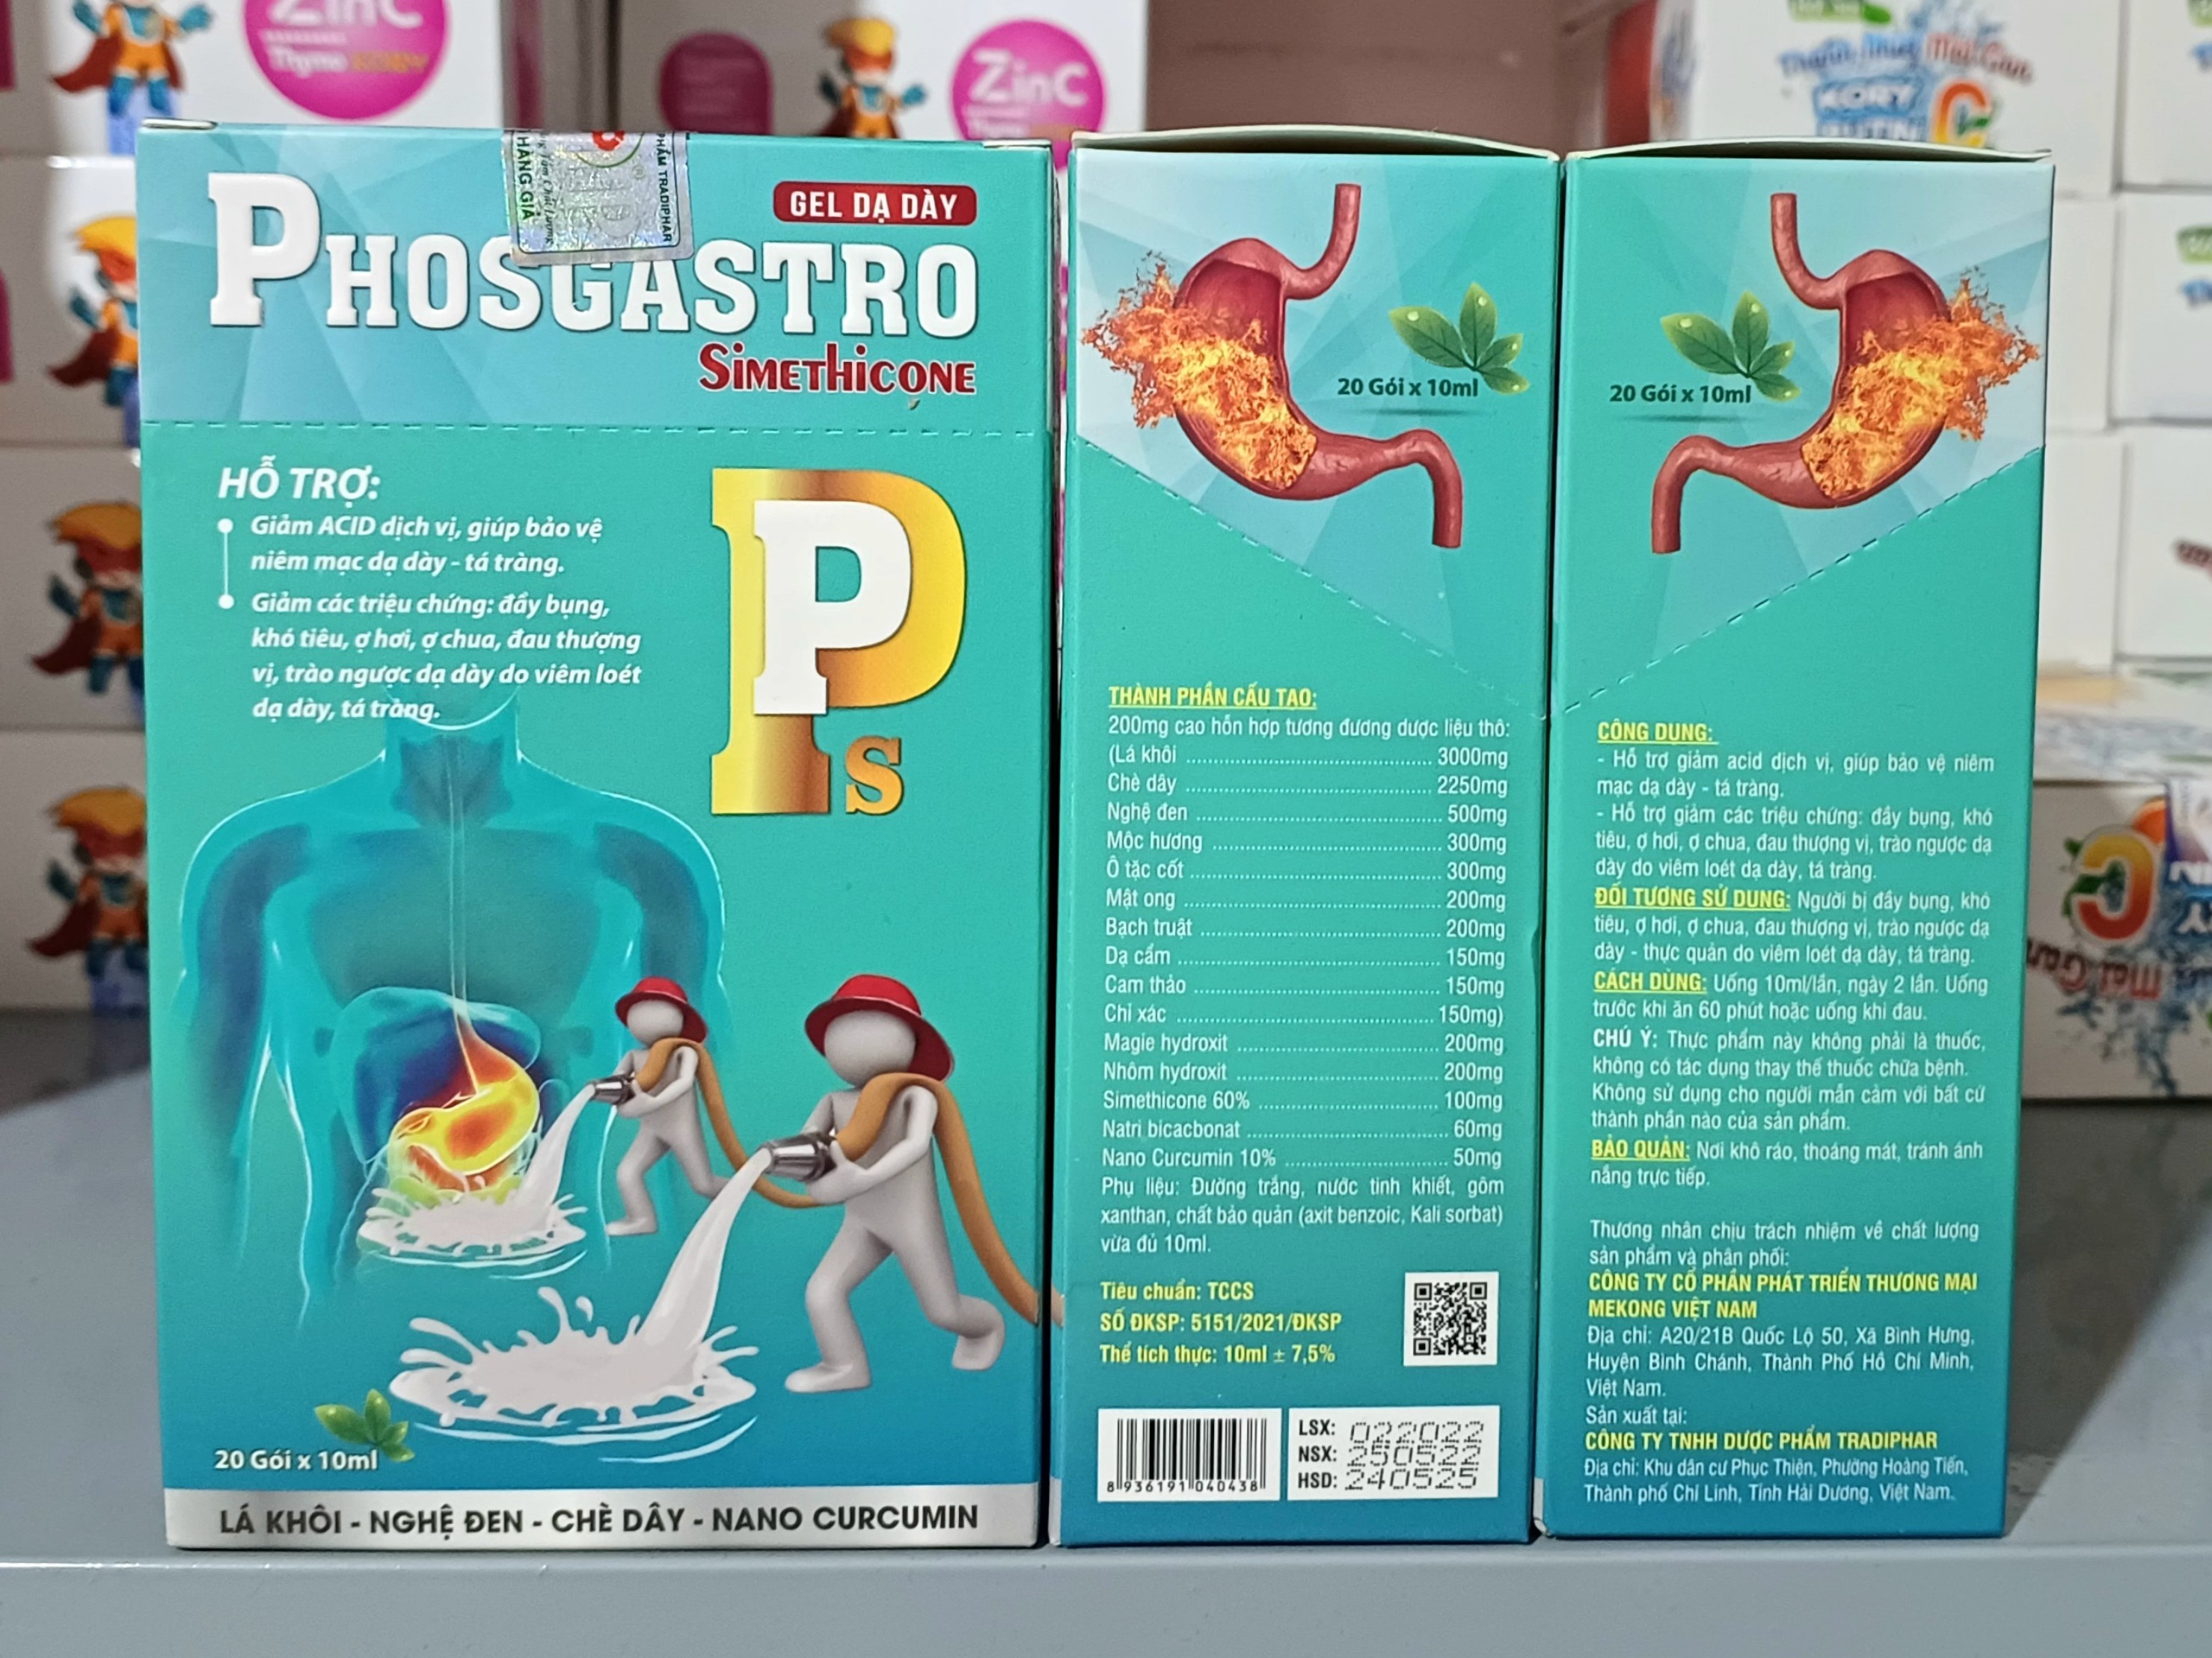 ZinC
Thymo
ZinC
Thymo
KORY
HÀNG GIẢ
PHẨM TRADIPHAR
GEL DẠ DÀY
PHOSGASTRO
SIMETHICONE
HỖ TRỢ:
Giảm ACID dịch vị, giúp bảo vệ
niêm mạc dạ dày - tá tràng.
Giảm các triệu chứng: đầy bụng,
khó tiêu, ợ hơi, ợ chua, đau thượng
vị, trào ngược dạ dày do viêm loét
dạ dày, tá tràng.
P
Ps
20 Gói x 10ml
LÁ KHÔI - NGHỆ ĐEN - CHÈ DÂY - NANO CURCUMIN
20 Gói x 10ml
THÀNH PHẦN CẤU TẠO:
200mg cao hỗn hợp tương đương dược liệu thô:
(Lá khôi ........ 3000mg
Chè dây ........ 2250mg
Nghệ đen ........ 500mg
Mộc hương ........ 300mg
Ô tặc cốt ........ 300mg
Mật ong ........ 200mg
Bạch truật ........ 200mg
Dạ cẩm ........ 150mg
Cam thảo ........ 150mg
Chỉ xác ........ 150mg)
Magie hydroxit ........ 200mg
Nhôm hydroxit ........ 200mg
Simethicone 60% ........ 100mg
Natri bicacbonat ........ 60mg
Nano Curcumin 10% ........ 50mg
Phụ liệu: Đường trắng, nước tinh khiết, gôm
xanthan, chất bảo quản (axit benzoic, Kali sorbat)
vừa đủ 10ml.
Tiêu chuẩn: TCCS
SỐ ĐKSP: 5151/2021/ĐKSP
Thể tích thực: 10ml ± 7,5%
8 936191 040438
LSX: 022022
NSX: 250522
HSD: 240525
20 Gói x 10ml
CÔNG DỤNG:
- Hỗ trợ giảm acid dịch vị, giúp bảo vệ niêm
mạc dạ dày - tá tràng.
- Hỗ trợ giảm các triệu chứng: đầy bụng, khó
tiêu, ợ hơi, ợ chua, đau thượng vị, trào ngược dạ
dày do viêm loét dạ dày, tá tràng.
ĐỐI TƯỢNG SỬ DỤNG: Người bị đầy bụng, khó
tiêu, ợ hơi, ợ chua, đau thượng vị, trào ngược dạ
dày - thực quản do viêm loét dạ dày, tá tràng.
CÁCH DÙNG: Uống 10ml/lần, ngày 2 lần. Uống
trước khi ăn 60 phút hoặc uống khi đau.
CHÚ Ý: Thực phẩm này không phải là thuốc,
không có tác dụng thay thế thuốc chữa bệnh.
Không sử dụng cho người mẫn cảm với bất cứ
thành phần nào của sản phẩm.
BẢO QUẢN: Nơi khô ráo, thoáng mát, tránh ánh
nắng trực tiếp.
Thương nhân chịu trách nhiệm về chất lượng
sản phẩm và phân phối:
CÔNG TY CỔ PHẦN PHÁT TRIỂN THƯƠNG MẠI
MEKONG VIỆT NAM
Địa chỉ: A20/21B Quốc Lộ 50, Xã Bình Hưng,
Huyện Bình Chánh, Thành Phố Hồ Chí Minh,
Việt Nam.
Sản xuất tại:
CÔNG TY TNHH DƯỢC PHẨM TRADIPHAR
Địa chỉ: Khu dân cư Phục Thiện, Phường Hoàng Tiến,
Thành phố Chí Linh, Tỉnh Hải Dương, Việt Nam.